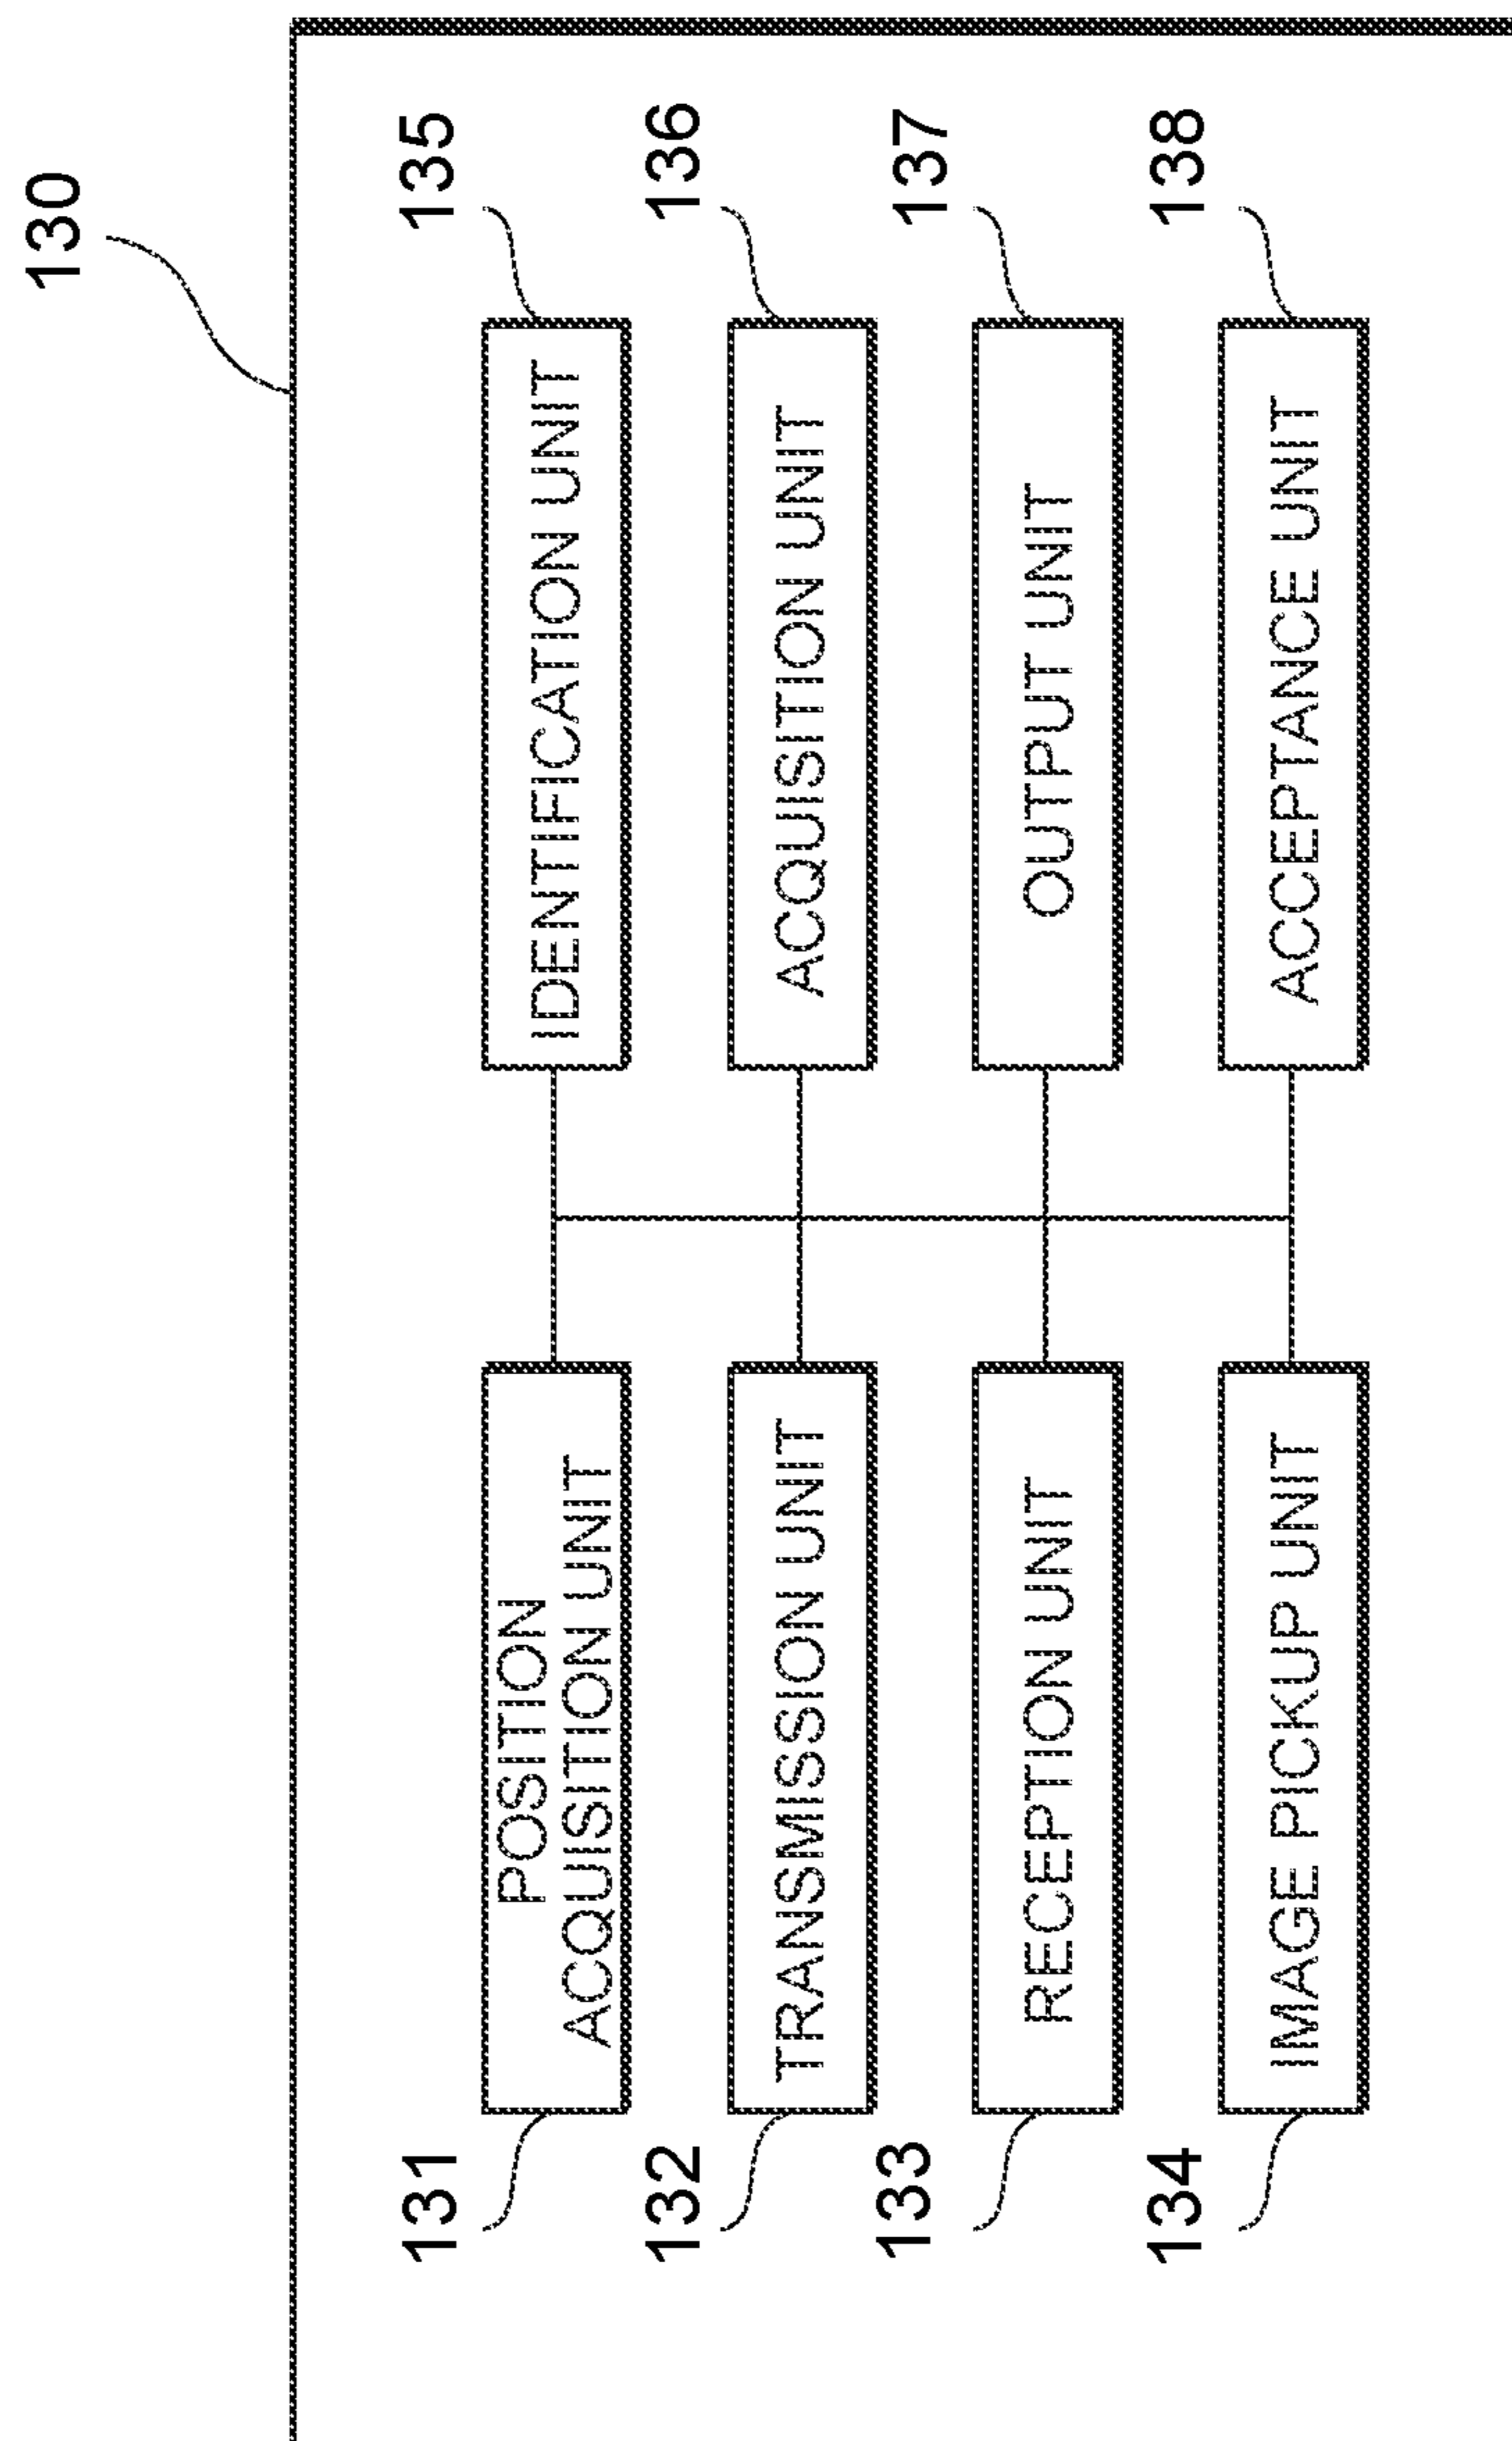 130
131
POSITION
ACQUISITION UNIT
135
IDENTIFICATION UNIT
132
TRANSMISSION UNIT
136
ACQUISITION UNIT
133
RECEPTION UNIT
137
OUTPUT UNIT
134
IMAGE PICKUP UNIT
138
ACCEPTANCE UNIT